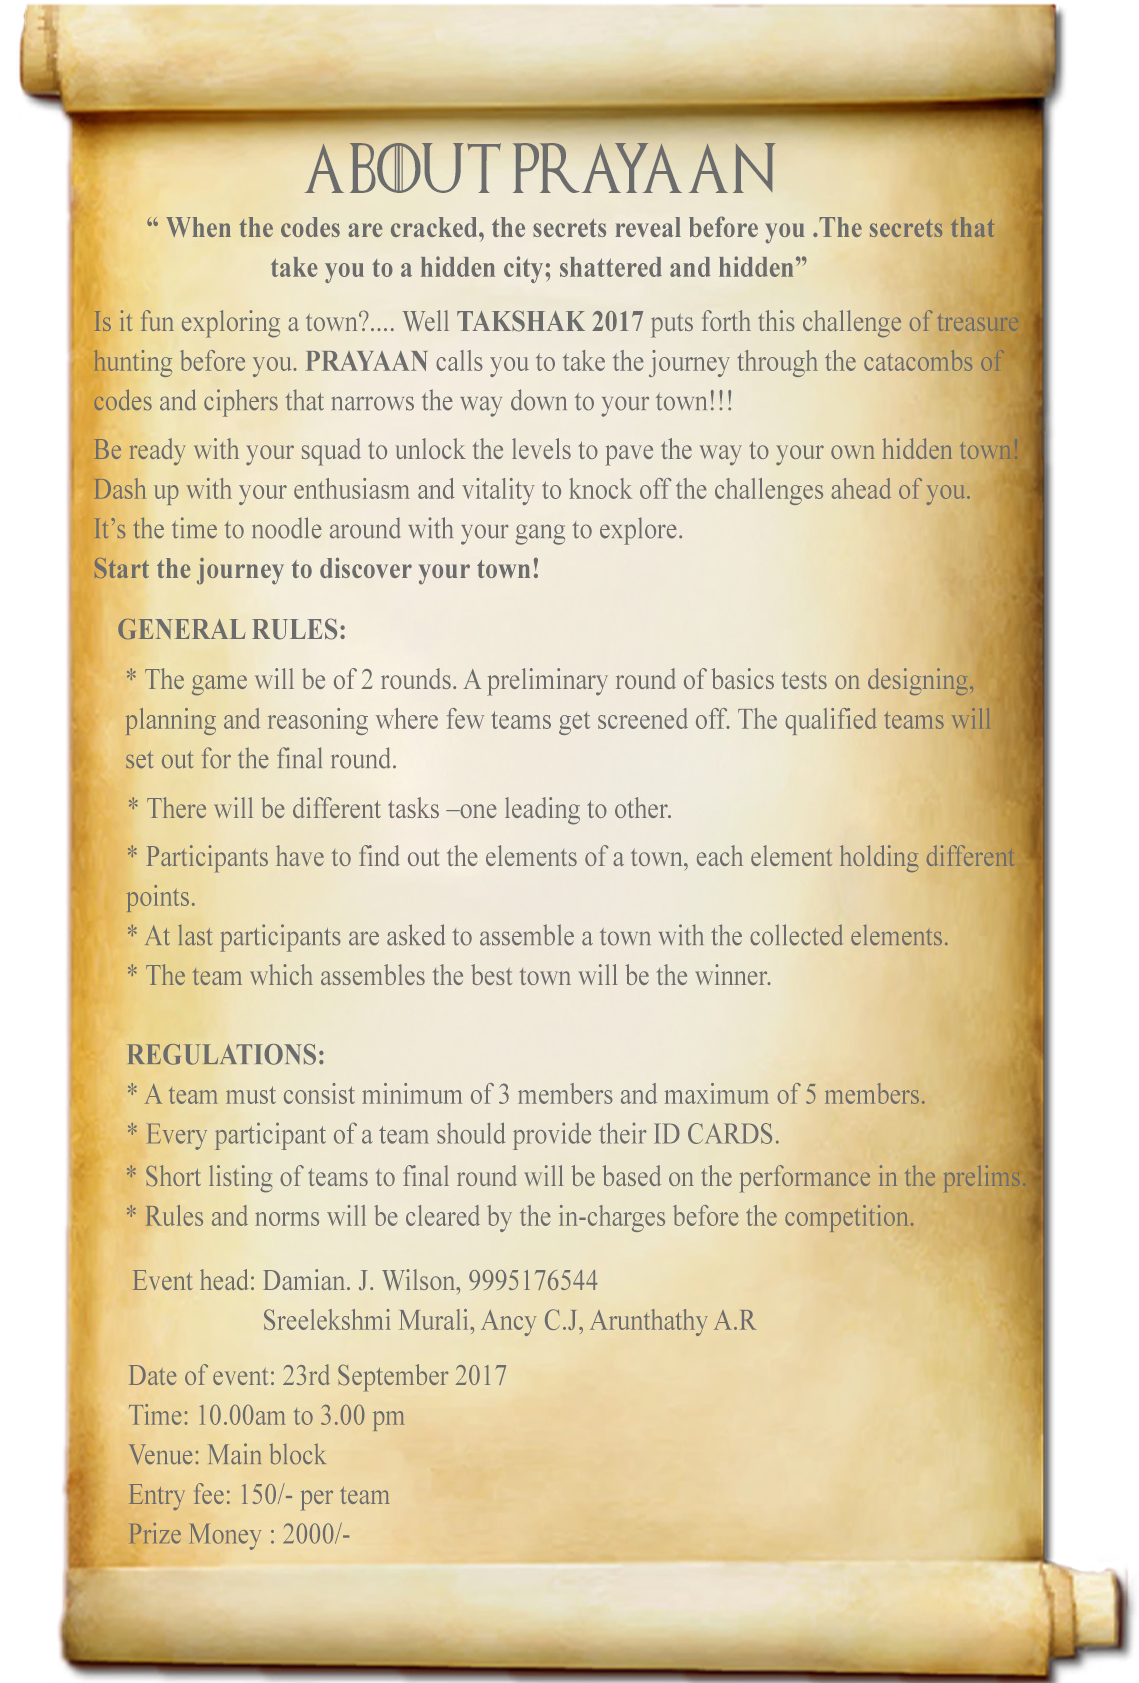 ABOUT PRAYAAN
“ When the codes are cracked, the secrets reveal before you .The secrets that
take you to a hidden city; shattered and hidden”
Is it fun exploring a town?.... Well TAKSHAK 2017 puts forth this challenge of treasure
hunting before you. PRAYAAN calls you to take the journey through the catacombs of
codes and ciphers that narrows the way down to your town!!!
Be ready with your squad to unlock the levels to pave the way to your own hidden town!
Dash up with your enthusiasm and vitality to knock off the challenges ahead of you.
It’s the time to noodle around with your gang to explore.
Start the journey to discover your town!
GENERAL RULES:
* The game will be of 2 rounds. A preliminary round of basics tests on designing,
planning and reasoning where few teams get screened off. The qualified teams will
set out for the final round.
* There will be different tasks –one leading to other.
* Participants have to find out the elements of a town, each element holding different
points.
* At last participants are asked to assemble a town with the collected elements.
* The team which assembles the best town will be the winner.
REGULATIONS:
* A team must consist minimum of 3 members and maximum of 5 members.
* Every participant of a team should provide their ID CARDS.
* Short listing of teams to final round will be based on the performance in the prelims.
* Rules and norms will be cleared by the in-charges before the competition.
Event head: Damian. J. Wilson, 9995176544
Sreelekshmi Murali, Ancy C.J, Arunthathy A.R
Date of event: 23rd September 2017
Time: 10.00am to 3.00 pm
Venue: Main block
Entry fee: 150/- per team
Prize Money : 2000/-